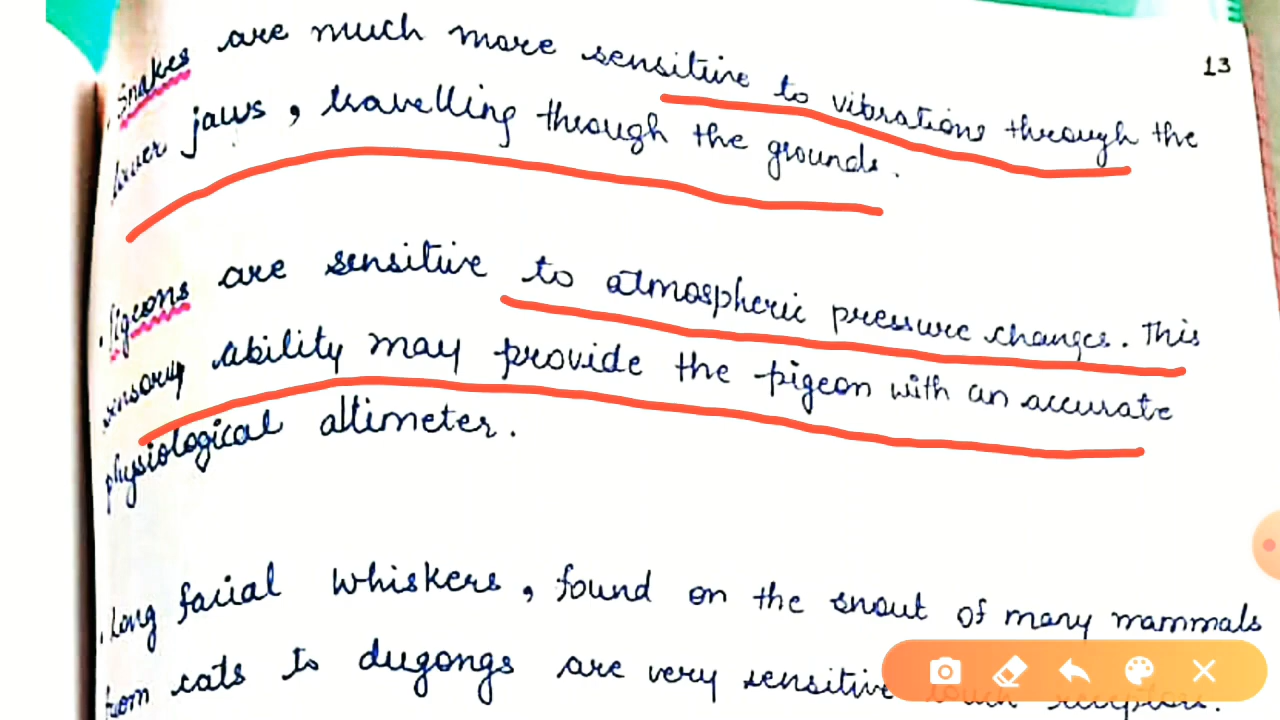 13
. Snakes are much more sensitive to vibrations through the
lower jaws, travelling through the grounds.
. Pigeons are sensitive to atmospheric pressure changes. This
sensory ability may provide the pigeon with an accurate
physiological altimeter.
. Long facial whiskers, found on the snout of many mammals
from cats to dugongs are very sensitive touch receptors.